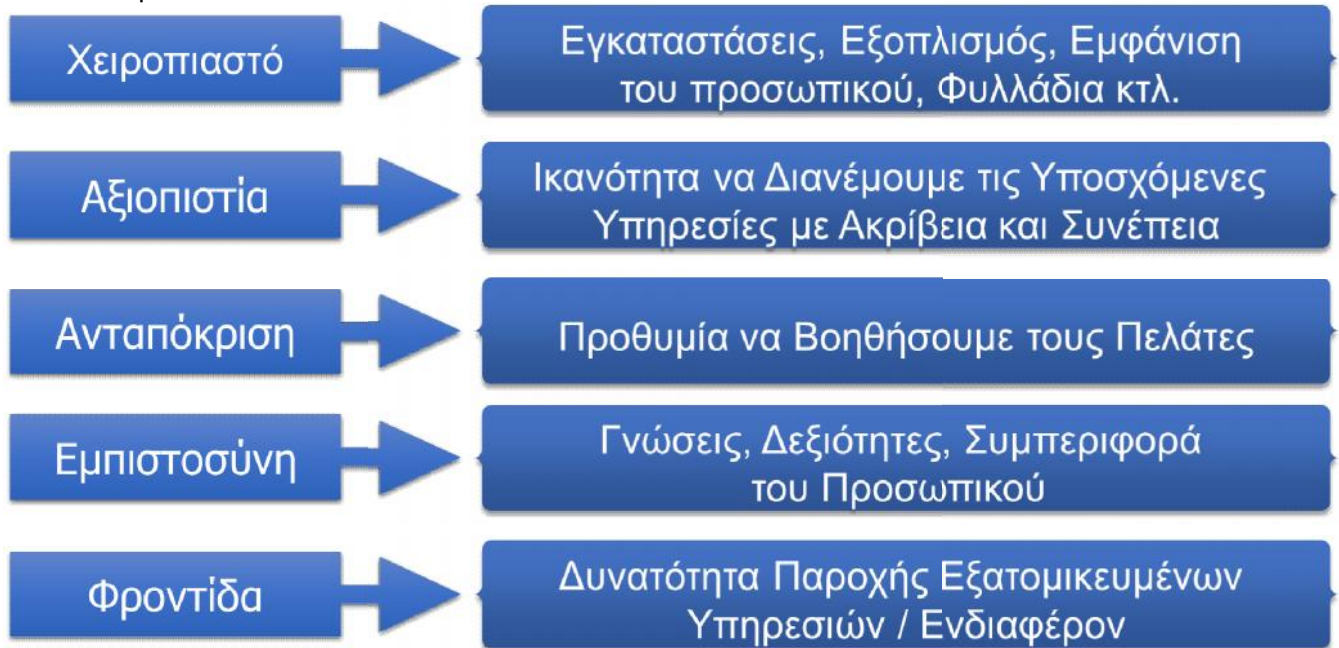 Χειροπιαστό
Εγκαταστάσεις, Εξοπλισμός, Εμφάνιση
του προσωπικού, Φυλλάδια κτλ.
Αξιοπιστία
Ικανότητα να Διανέμουμε τις Υποσχόμενες
Υπηρεσίες με Ακρίβεια και Συνέπεια
Ανταπόκριση
Προθυμία να Βοηθήσουμε τους Πελάτες
Εμπιστοσύνη
Γνώσεις, Δεξιότητες, Συμπεριφορά
του Προσωπικού
Φροντίδα
Δυνατότητα Παροχής Εξατομικευμένων
Υπηρεσιών / Ενδιαφέρον